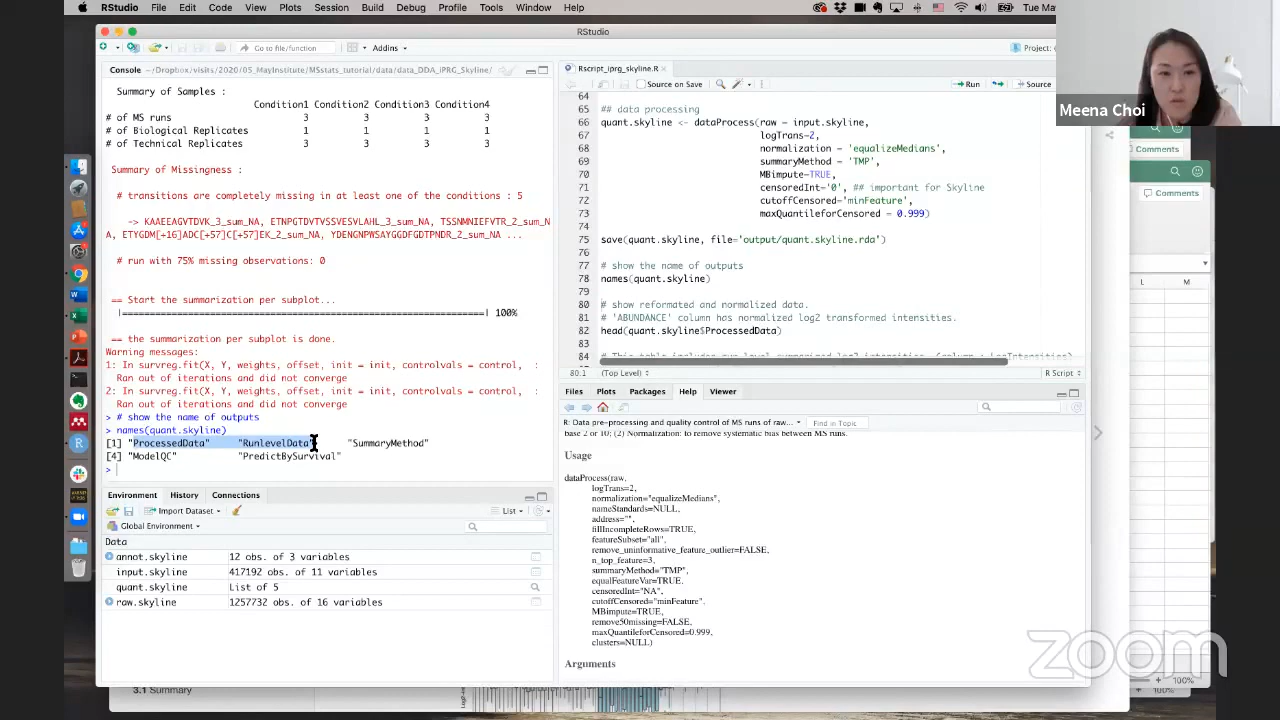 RStudio File Edit Code View Plots Session Build Debug Profile Tools Window Help
Tue Ma
RStudio
Go to file/function
Addins
Project:
Console ~/Dropbox/visits/2020/05_MayInstitute/MSstats_tutorial/data/data_DDA_iPRG_Skyline/
Summary of Samples :
Condition1 Condition2 Condition3 Condition4
# of MS runs 3 3 3 3
# of Biological Replicates 1 1 1 1
# of Technical Replicates 3 3 3 3
Summary of Missingness :
# transitions are completely missing in at least one of the conditions : 5
-> KAAEEAGVTDVK_3_sum_NA, ETNPGTDVTVSSVESVLAHL_3_sum_NA, TSSNMNIEFVTR_2_sum_N
A, ETYGDM[+16]ADC[+57]C[+57]EK_2_sum_NA, YDENGNPWSAYGGDFGDTPNDR_2_sum_NA ...
# run with 75% missing observations: 0
== Start the summarization per subplot...
|======================================================================| 100%
== the summarization per subplot is done.
Warning messages:
1: In survreg.fit(X, Y, weights, offset, init = init, controlvals = control, :
Ran out of iterations and did not converge
2: In survreg.fit(X, Y, weights, offset, init = init, controlvals = control, :
Ran out of iterations and did not converge
> # show the name of outputs
> names(quant.skyline)
[1] "ProcessedData" "RunlevelData" "SummaryMethod"
[4] "ModelQC" "PredictBySurvival"
>
Environment History Connections
Import Dataset List
Global Environment
Data
annot.skyline 12 obs. of 3 variables
input.skyline 417192 obs. of 11 variables
quant.skyline List of 5
raw.skyline 1257732 obs. of 16 variables
Rscript_iprg_skyline.R
Source on Save Run Source
64
65 ## data processing
66 quant.skyline <- dataProcess(raw = input.skyline,
67 logTrans=2,
68 normalization = 'equalizeMedians',
69 summaryMethod = 'TMP',
70 MBimpute=TRUE,
71 censoredInt='0', ## important for Skyline
72 cutoffCensored='minFeature',
73 maxQuantileforCensored = 0.999)
74
75 save(quant.skyline, file='output/quant.skyline.rda')
76
77 # show the name of outputs
78 names(quant.skyline)
79
80 # show reformated and normalized data.
81 # 'ABUNDANCE' column has normalized log2 transformed intensities.
82 head(quant.skyline$ProcessedData)
83
80:1 (Top Level) R Script
Files Plots Packages Help Viewer
R: Data pre-processing and quality control of MS runs of raw... Find in Topic
base 2 or 10; (2) Normalization: to remove systematic bias between MS runs.
Usage
dataProcess(raw,
logTrans=2,
normalization="equalizeMedians",
nameStandards=NULL,
address="",
fillIncompleteRows=TRUE,
featureSubset="all",
remove_uninformative_feature_outlier=FALSE,
n_top_feature=3,
summaryMethod="TMP",
equalFeatureVar=TRUE,
censoredInt="NA",
cutoffCensored="minFeature",
MBimpute=TRUE,
remove50missing=FALSE,
maxQuantileforCensored=0.999,
clusters=NULL)
Arguments
Meena Choi
Comments
Comments
L M
100%
100%
3.1 Summary
zoom